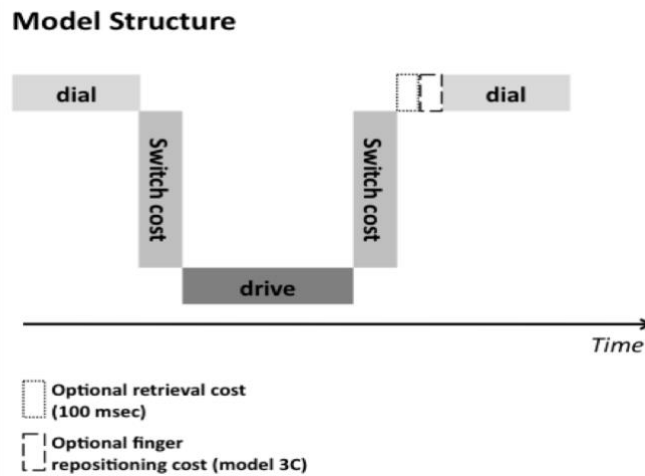 Model Structure
dial
dial
Switch cost
Switch cost
drive
Time
Optional retrieval cost
(100 msec)
Optional finger
repositioning cost (model 3C)